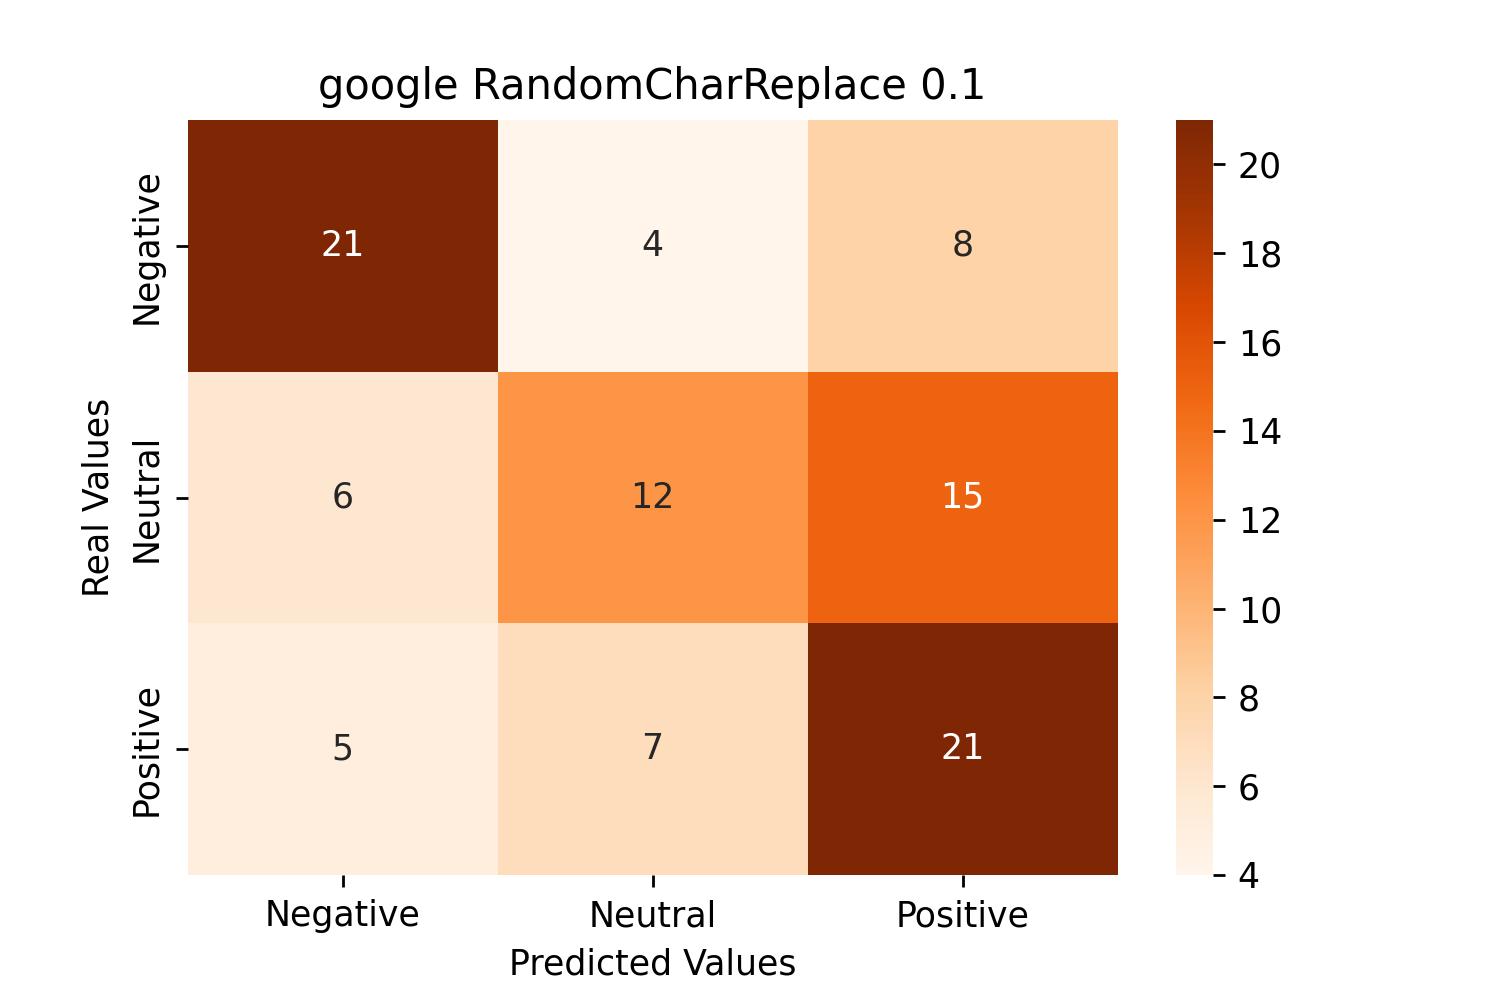 google RandomCharReplace 0.1
Real Values
Negative
21
4
8
Neutral
6
12
15
Positive
5
7
21
Negative
Neutral
Positive
Predicted Values
20
18
16
14
12
10
8
6
4